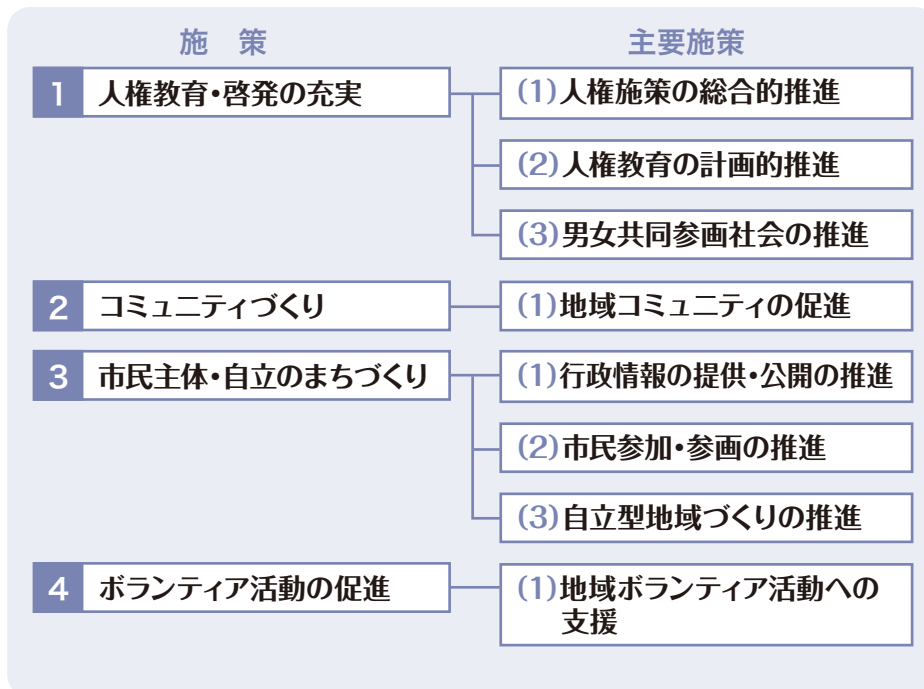 施　策
主要施策
1 人権教育・啓発の充実
(1)人権施策の総合的推進
(2)人権教育の計画的推進
(3)男女共同参画社会の推進
2 コミュニティづくり
(1)地域コミュニティの促進
3 市民主体・自立のまちづくり
(1)行政情報の提供・公開の推進
(2)市民参加・参画の推進
(3)自立型地域づくりの推進
4 ボランティア活動の促進
(1)地域ボランティア活動への
支援